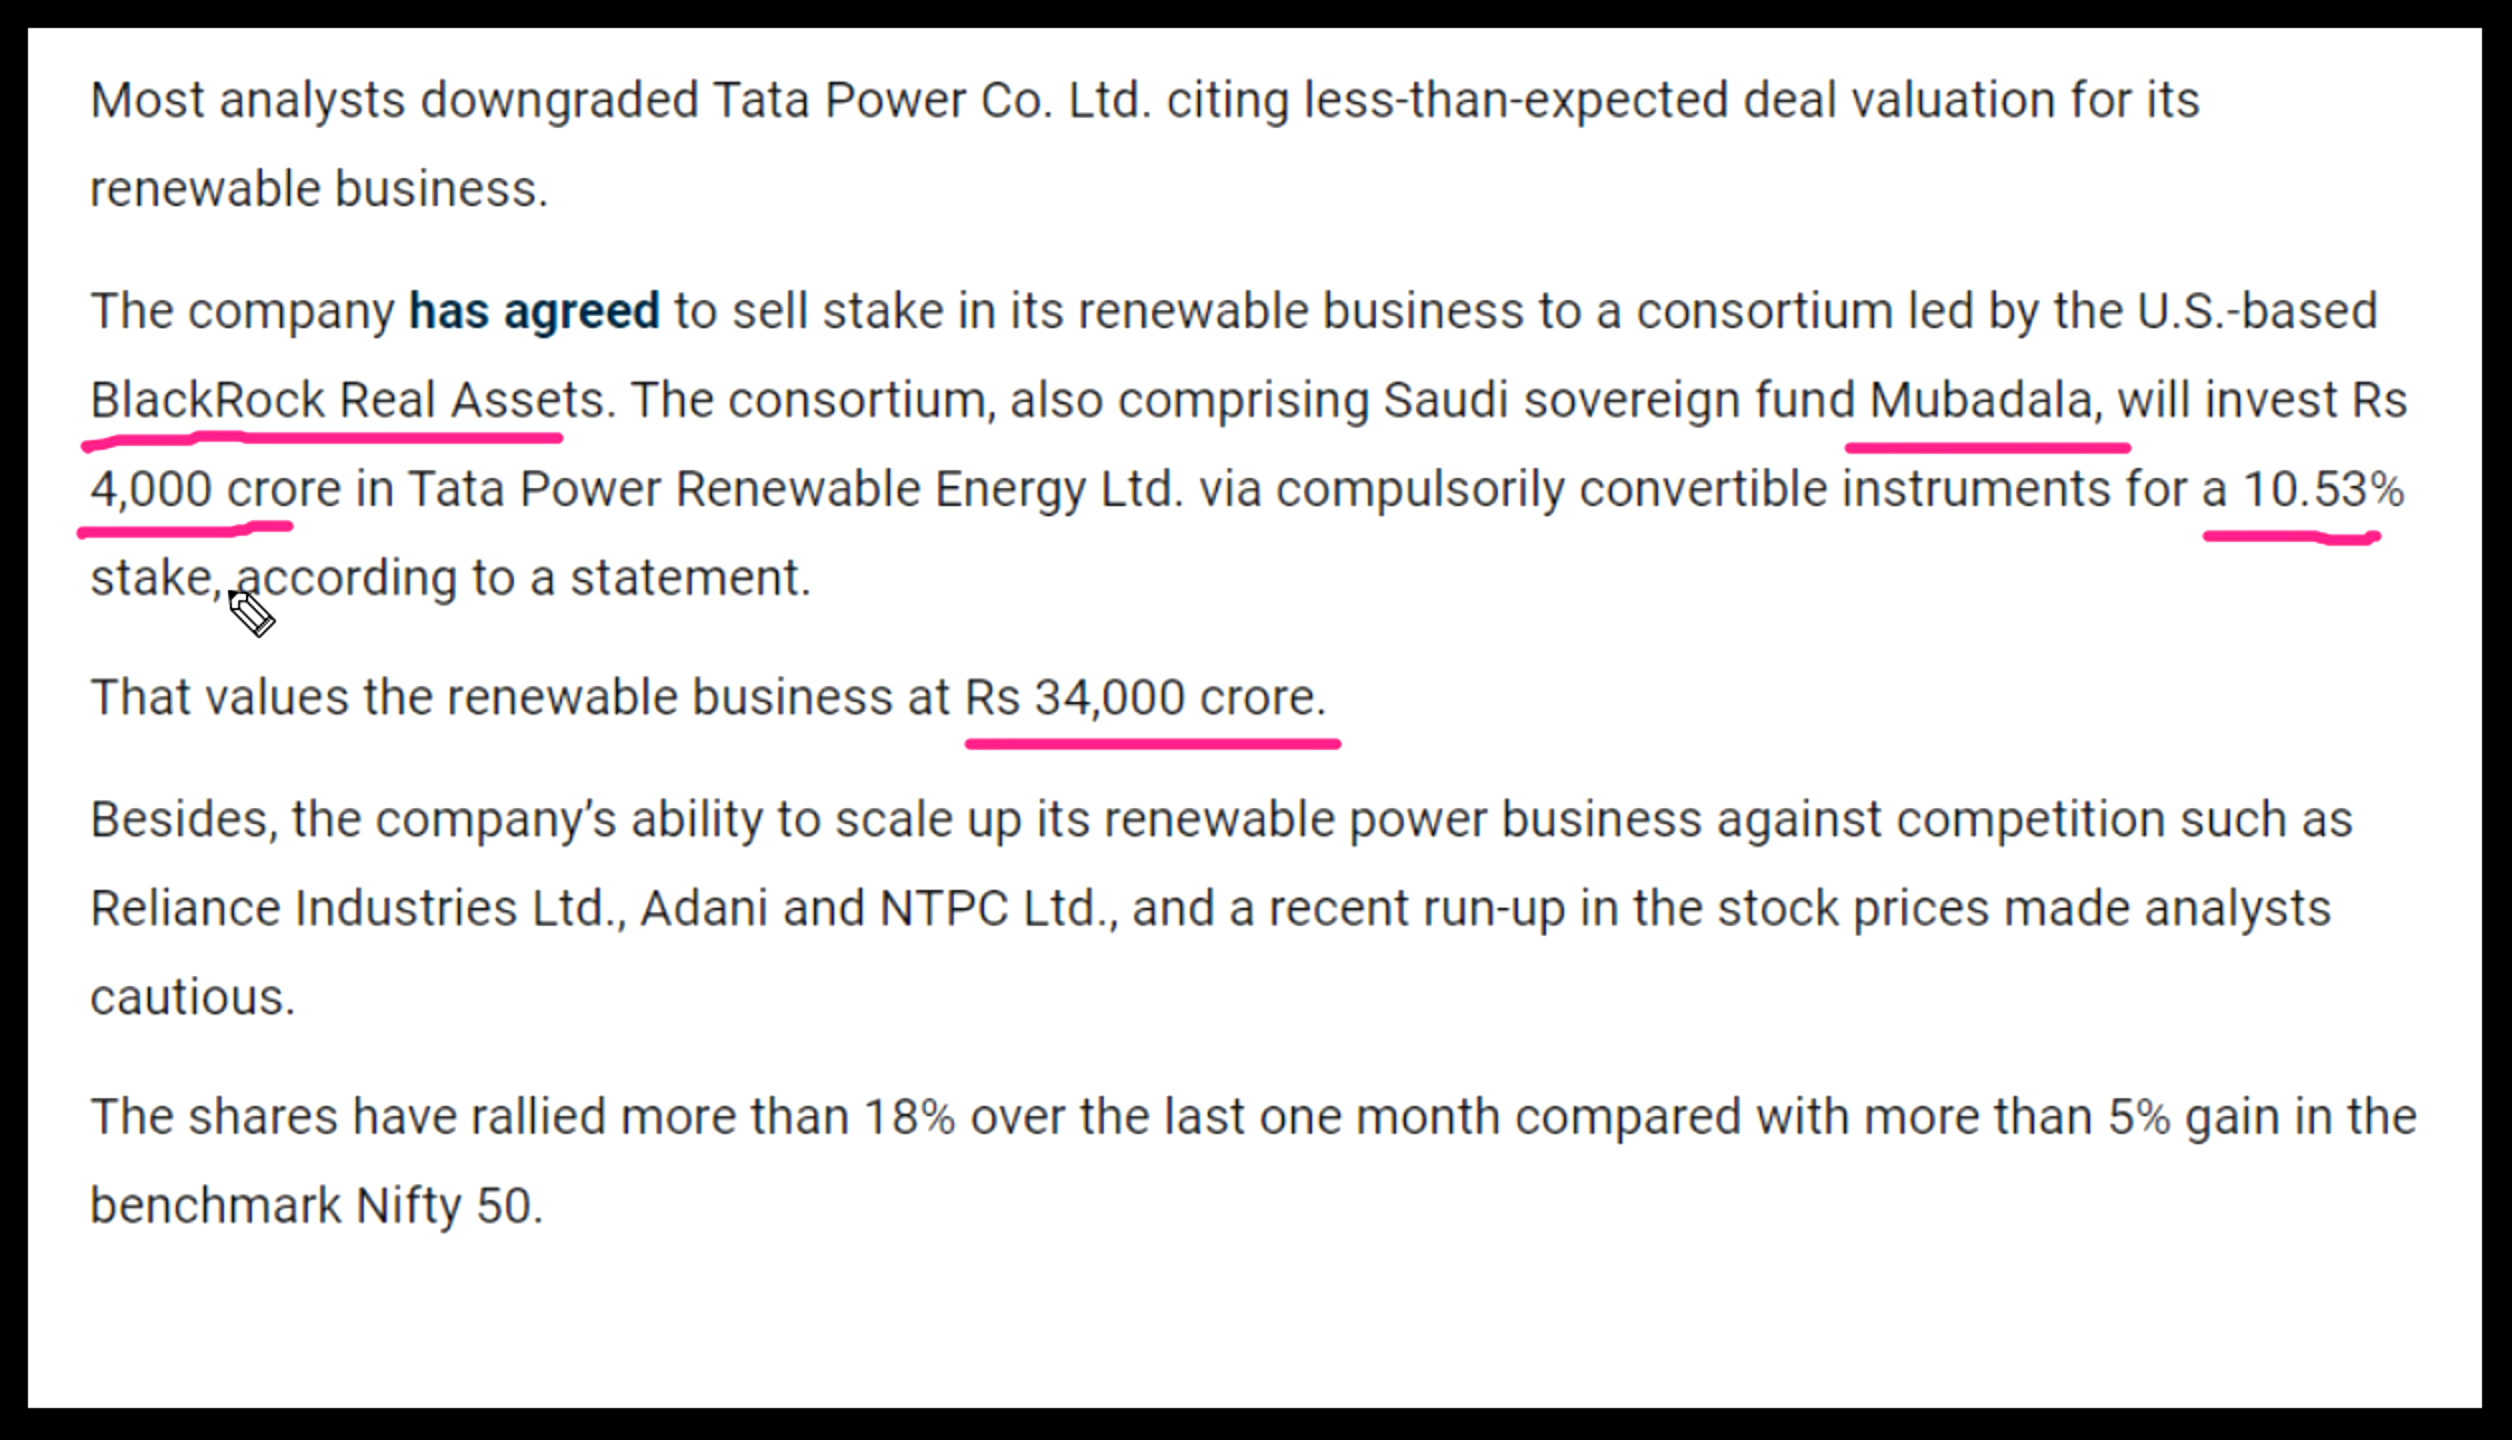 Most analysts downgraded Tata Power Co. Ltd. citing less-than-expected deal valuation for its
renewable business.
The company has agreed to sell stake in its renewable business to a consortium led by the U.S.-based
BlackRock Real Assets. The consortium, also comprising Saudi sovereign fund Mubadala, will invest Rs
4,000 crore in Tata Power Renewable Energy Ltd. via compulsorily convertible instruments for a 10.53%
stake, according to a statement.
That values the renewable business at Rs 34,000 crore.
Besides, the company’s ability to scale up its renewable power business against competition such as
Reliance Industries Ltd., Adani and NTPC Ltd., and a recent run-up in the stock prices made analysts
cautious.
The shares have rallied more than 18% over the last one month compared with more than 5% gain in the
benchmark Nifty 50.